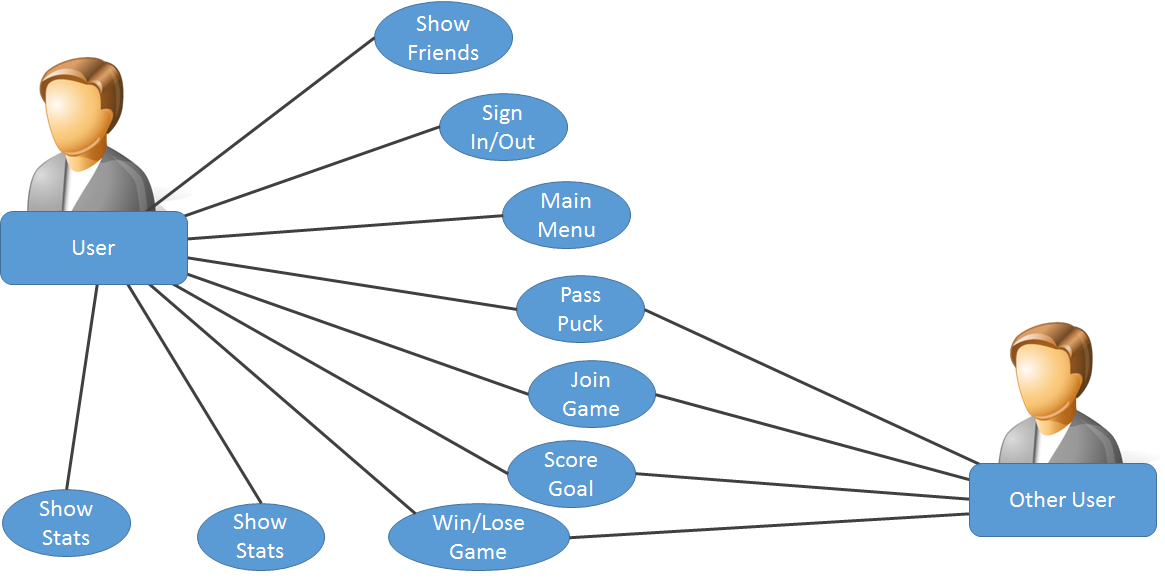 Show
Friends
Sign
In/Out
Main
Menu
User
Pass
Puck
Join
Game
Score
Goal
Other User
Show
Stats
Show
Stats
Win/Lose
Game